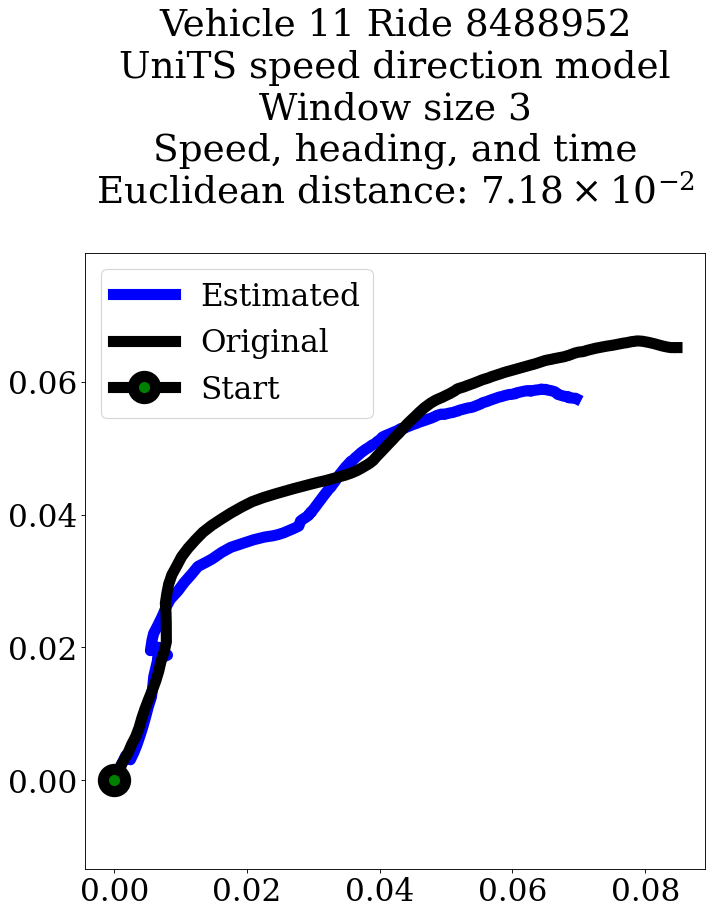 Vehicle 11 Ride 8488952
UniTS speed direction model
Window size 3
Speed, heading, and time
Euclidean distance: 7.18 × 10⁻²
Estimated
Original
Start
0.06
0.04
0.02
0.00
0.00 0.02 0.04 0.06 0.08